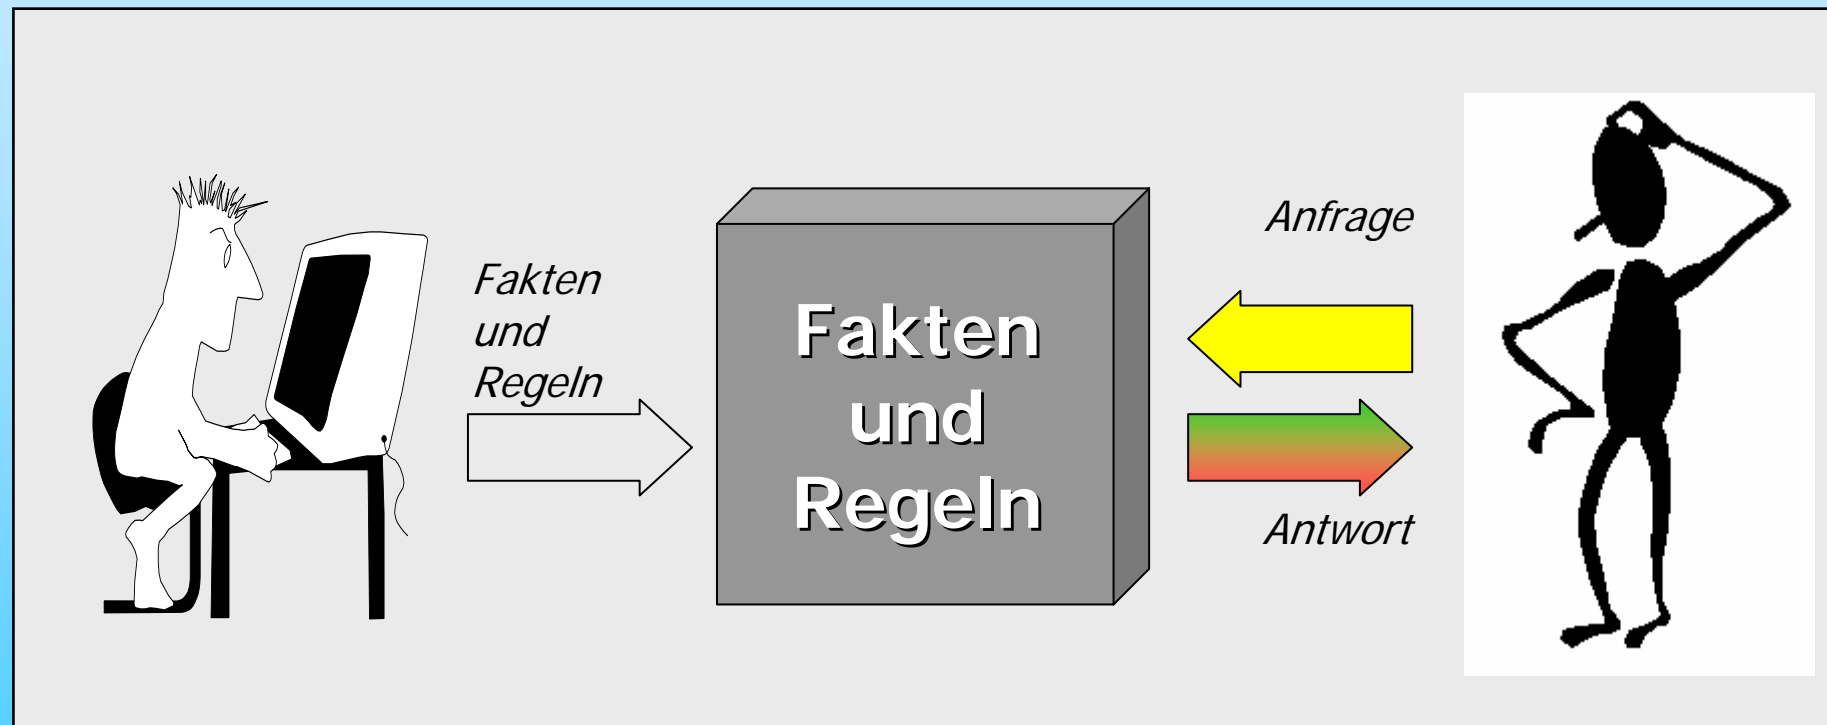 Fakten
und
Regeln
Fakten
und
Regeln
Anfrage
Antwort